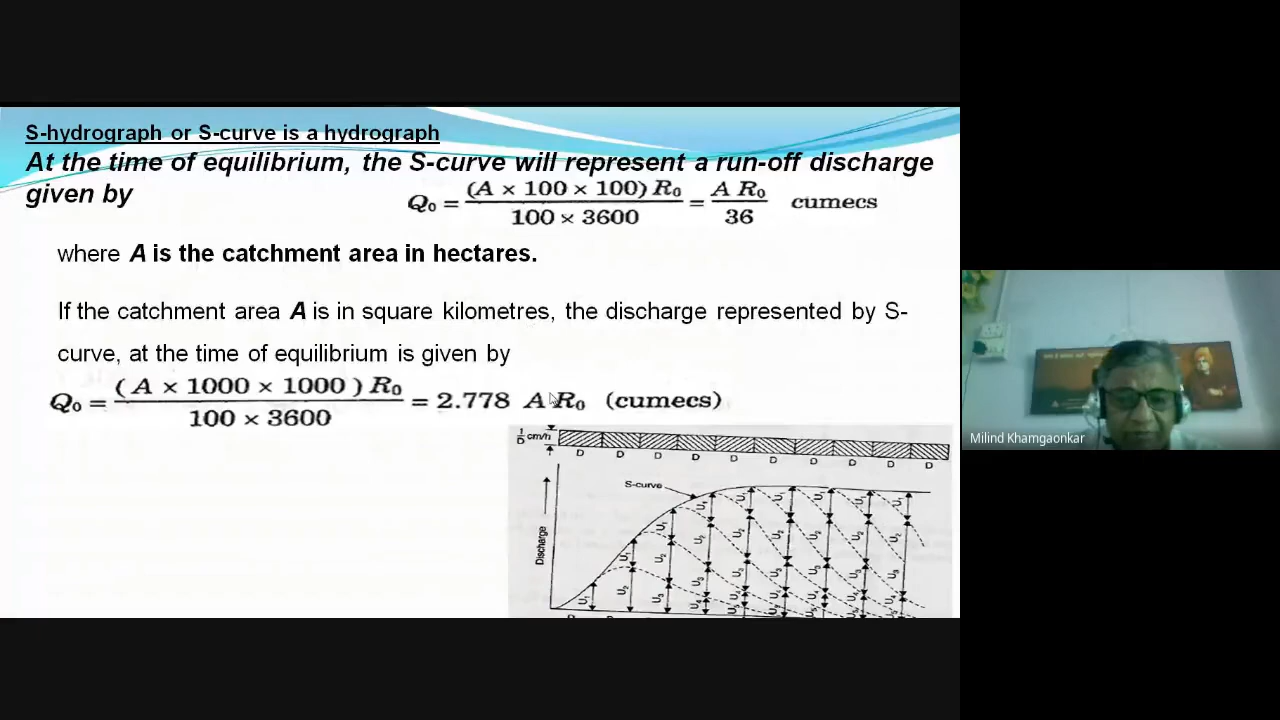 S-hydrograph or S-curve is a hydrograph
At the time of equilibrium, the S-curve will represent a run-off discharge
given by
Q₀ = (A × 100 × 100) R₀ / 100 × 3600 = A R₀ / 36 cumecs
where A is the catchment area in hectares.
If the catchment area A is in square kilometres, the discharge represented by S-
curve, at the time of equilibrium is given by
Q₀ = (A × 1000 × 1000) R₀ / 100 × 3600 = 2.778 A R₀ (cumecs)
1/D cm/h
D D D D D D D D D D
S-curve
Discharge
Milind Khamgaonkar